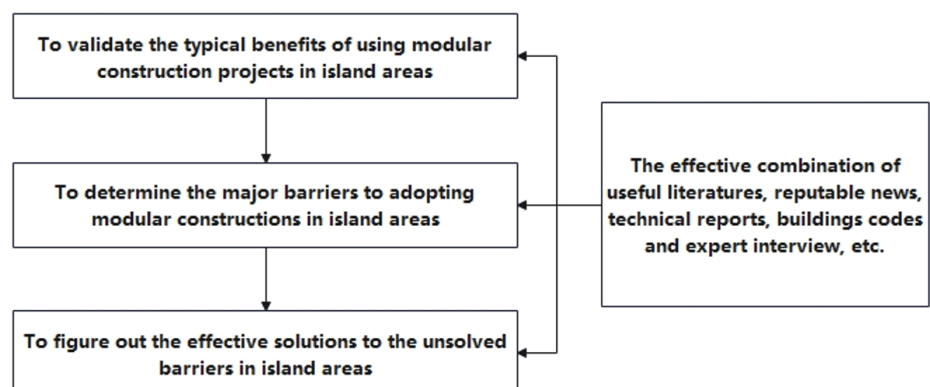 To validate the typical benefits of using modular
construction projects in island areas
To determine the major barriers to adopting
modular constructions in island areas
To figure out the effective solutions to the unsolved
barriers in island areas
The effective combination of
useful literatures, reputable news,
technical reports, buildings codes
and expert interview, etc.